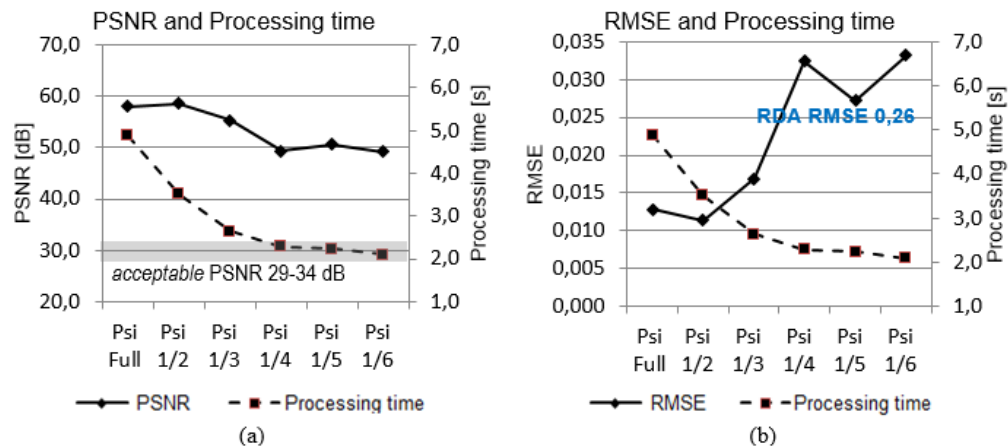 PSNR and Processing time
70,0
60,0
50,0
40,0
30,0
20,0
PSNR [dB]
7,0
6,0
5,0
4,0
3,0
2,0
1,0
Processing time [s]
acceptable PSNR 29-34 dB
Psi Full
Psi 1/2
Psi 1/3
Psi 1/4
Psi 1/5
Psi 1/6
PSNR
Processing time
(a)
RMSE and Processing time
0,035
0,030
0,025
0,020
0,015
0,010
0,005
0,000
RMSE
7,0
6,0
5,0
4,0
3,0
2,0
1,0
Processing time [s]
RDA RMSE 0,26
Psi Full
Psi 1/2
Psi 1/3
Psi 1/4
Psi 1/5
Psi 1/6
RMSE
Processing time
(b)